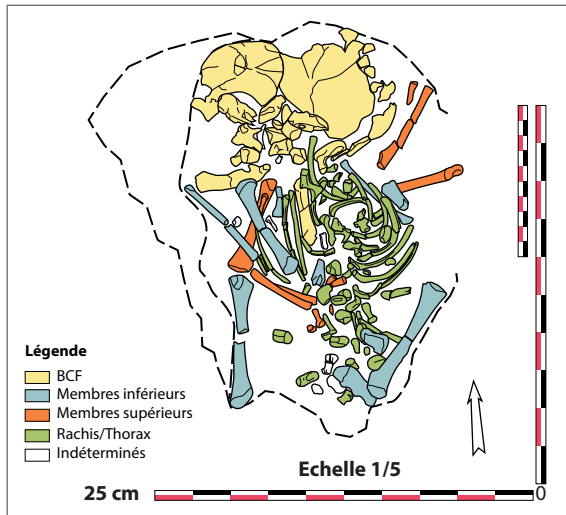 Légende
BCF
Membres inférieurs
Membres supérieurs
Rachis/Thorax
Indéterminés
Echelle 1/5
25 cm
0